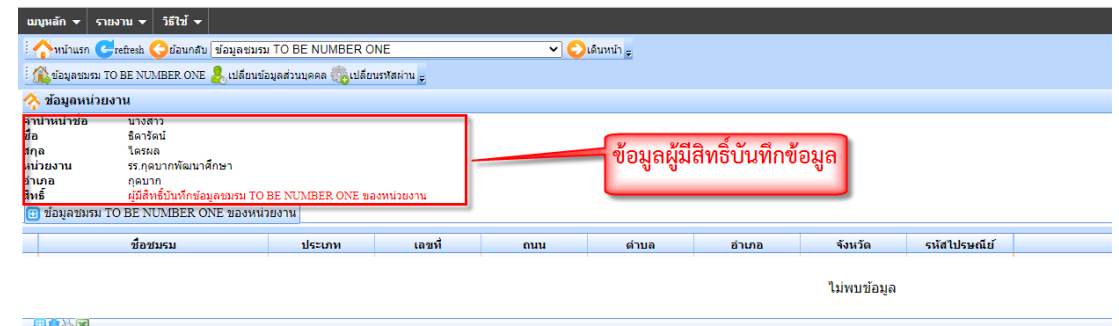 เมนูหลัก รายงาน วิธีใช้
หน้าแรก refresh ย้อนกลับ ข้อมูลชมรม TO BE NUMBER ONE เดินหน้า
ข้อมูลชมรม TO BE NUMBER ONE เปลี่ยนข้อมูลส่วนบุคคล เปลี่ยนรหัสผ่าน
ข้อมูลหน่วยงาน
คำนำหน้าชื่อ นางสาว
ชื่อ ธิดารัตน์
สกุล ไตรผล
หน่วยงาน รร.กุดบากพัฒนาศึกษา
อำเภอ กุดบาก
สิทธิ์ ผู้มีสิทธิ์บันทึกข้อมูลชมรม TO BE NUMBER ONE ของหน่วยงาน
ข้อมูลผู้มีสิทธิ์บันทึกข้อมูล
ข้อมูลชมรม TO BE NUMBER ONE ของหน่วยงาน
ชื่อชมรม ประเภท เลขที่ ถนน ตำบล อำเภอ จังหวัด รหัสไปรษณีย์
ไม่พบข้อมูล